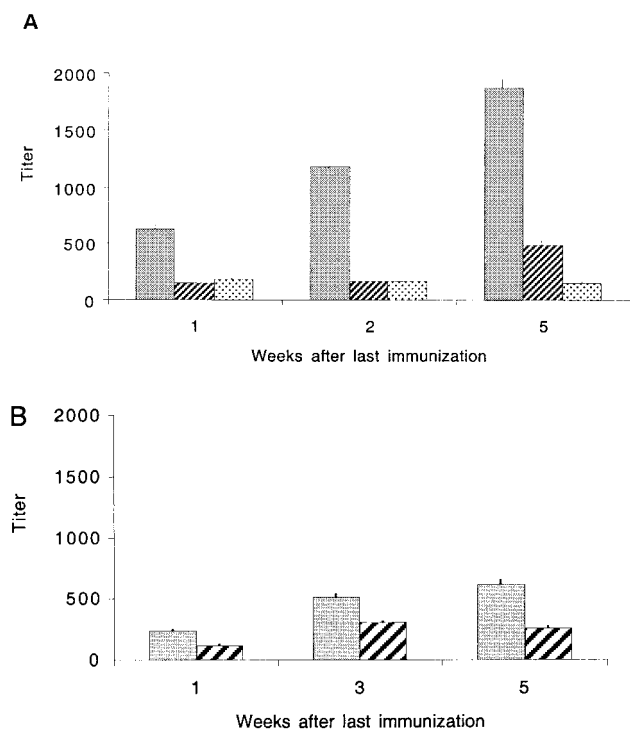 A
2000
1500
1000
500
0
Titer
1 2 5
Weeks after last immunization
B
2000
1500
1000
500
0
Titer
1 3 5
Weeks after last immunization